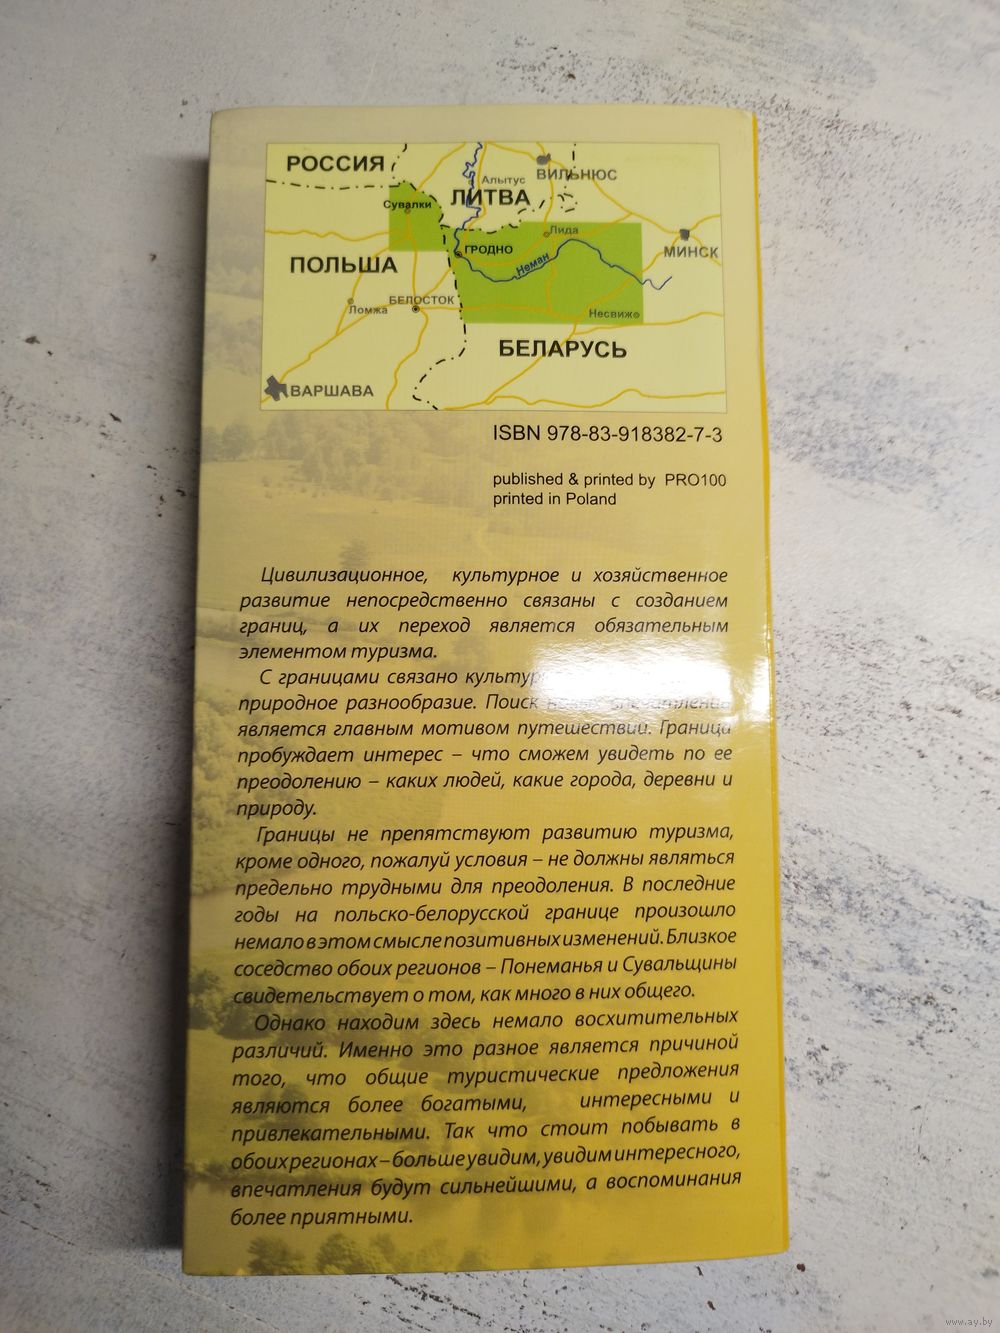 РОССИЯ
Алытус
ВИЛЬНЮС
ЛИТВА
Сувалки
Лида
ГРОДНО
МИНСК
ПОЛЬША
Неман
БЕЛОСТОК
Ломжа
Несвиж
БЕЛАРУСЬ
ВАРШАВА
ISBN 978-83-918382-7-3
published & printed by PRO100
printed in Poland
Цивилизационное, культурное и хозяйственное
развитие непосредственно связаны с созданием
границ, а их переход является обязательным
элементом туризма.
С границами связано
природное разнообразие. Поиск впечатлений
является главным мотивом путешествий. Граница
пробуждает интерес – что сможем увидеть по ее
преодолению – каких людей, какие города, деревни и
природу.
Границы не препятствуют развитию туризма,
кроме одного, пожалуй условия – не должны являться
предельно трудными для преодоления. В последние
годы на польско-белорусской границе произошло
немало в этом смысле позитивных изменений. Близкое
соседство обоих регионов – Понеманья и Сувальщины
свидетельствует о том, как много в них общего.
Однако находим здесь немало восхитительных
различий. Именно это разное является причиной
того, что общие туристические предложения
являются более богатыми, интересными и
привлекательными. Так что стоит побывать в
обоих регионах – больше увидим, увидим интересного,
впечатления будут сильнейшими, а воспоминания
более приятными.
www.ay.by